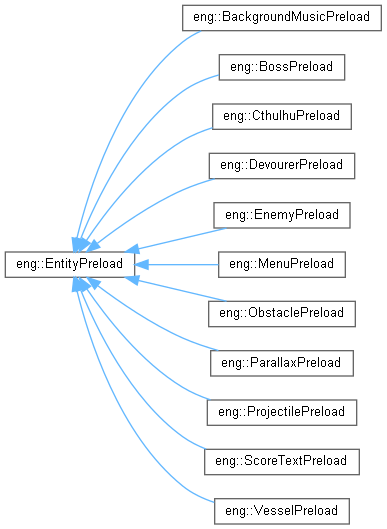 eng::BackgroundMusicPreload
eng::BossPreload
eng::CthulhuPreload
eng::DevourerPreload
eng::EnemyPreload
eng::EntityPreload
eng::MenuPreload
eng::ObstaclePreload
eng::ParallaxPreload
eng::ProjectilePreload
eng::ScoreTextPreload
eng::VesselPreload